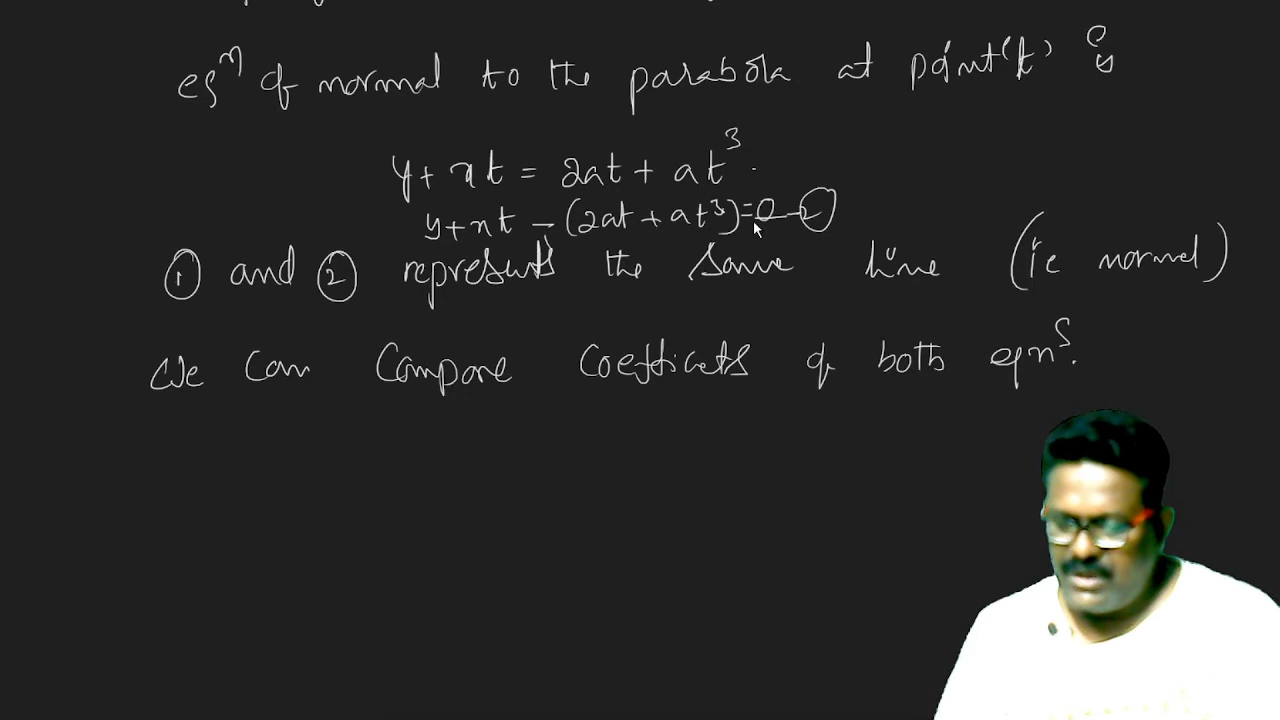 eqⁿ of normal to the parabola at point 't' is
y + xt = 2at + at³.
y + xt - (2at + at³) = 0 - ②
① and ② represents the same line (ie normal)
We can Compare Coefficets of both eqnˢ.